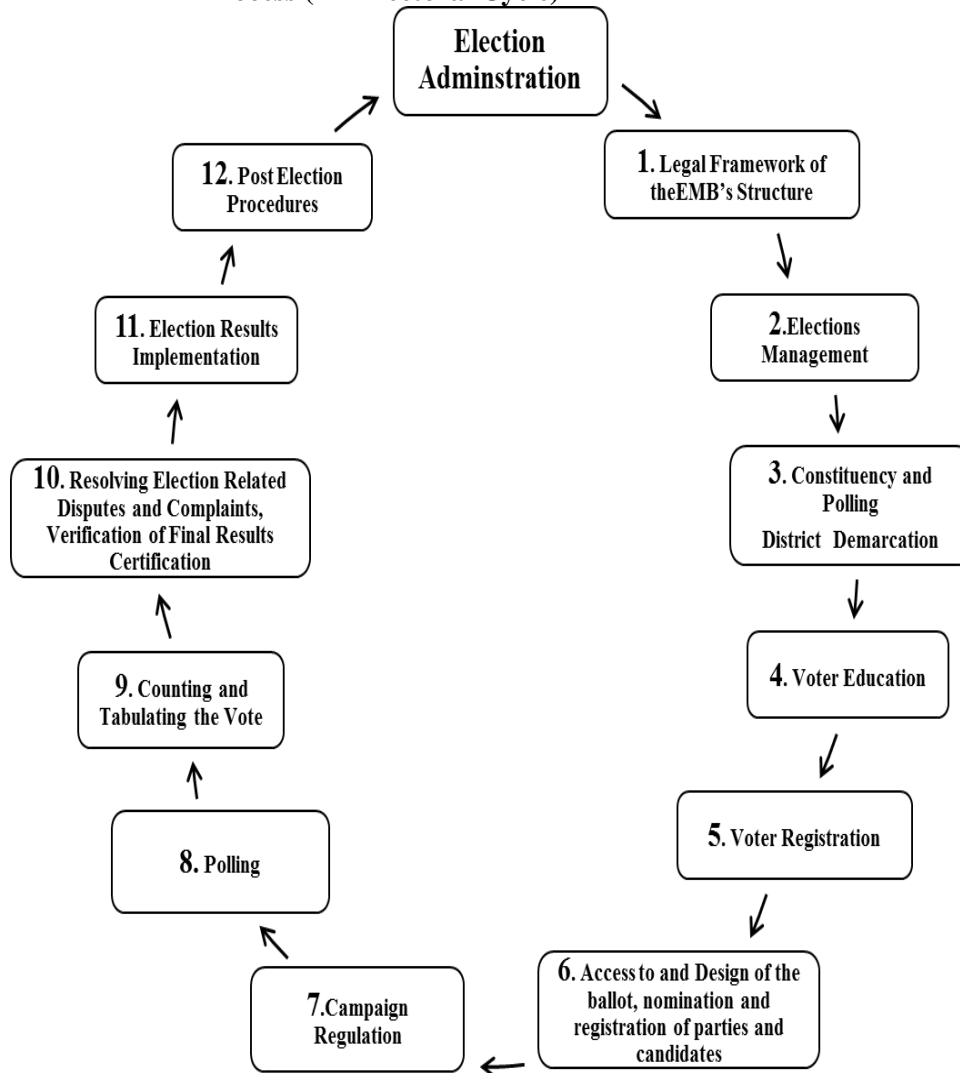 Election
Adminstration
1. Legal Framework of
theEMB's Structure
2.Elections
Management
3. Constituency and
Polling
District Demarcation
4. Voter Education
5. Voter Registration
6. Access to and Design of the
ballot, nomination and
registration of parties and
candidates
7.Campaign
Regulation
8. Polling
9. Counting and
Tabulating the Vote
10. Resolving Election Related
Disputes and Complaints,
Verification of Final Results
Certification
11. Election Results
Implementation
12. Post Election
Procedures